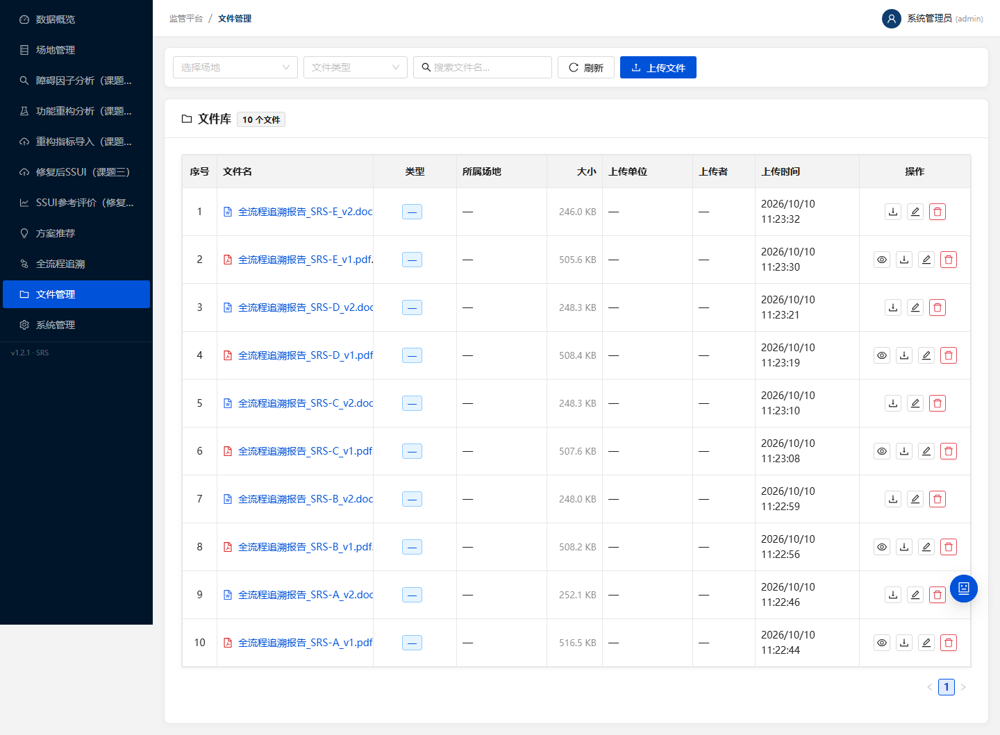 数据概览
场地管理
障碍因子分析（课题...
功能重构分析（课题...
重构指标导入（课题...
修复后SSUI（课题三）
SSUI参考评价（修复...
方案推荐
全流程追溯
文件管理
系统管理
v1.2.1 · SRS
监管平台 / 文件管理
系统管理员 (admin)
选择场地
文件类型
搜索文件名...
刷新
上传文件
文件库 10 个文件
序号 文件名 类型 所属场地 大小 上传单位 上传者 上传时间 操作
1 全流程追溯报告_SRS-E_v2.doc — — 246.0 KB — — 2026/10/10
11:23:32
2 全流程追溯报告_SRS-E_v1.pdf. — — 505.6 KB — — 2026/10/10
11:23:30
3 全流程追溯报告_SRS-D_v2.doc — — 248.3 KB — — 2026/10/10
11:23:21
4 全流程追溯报告_SRS-D_v1.pdf — — 508.4 KB — — 2026/10/10
11:23:19
5 全流程追溯报告_SRS-C_v2.doc — — 248.3 KB — — 2026/10/10
11:23:10
6 全流程追溯报告_SRS-C_v1.pdf — — 507.6 KB — — 2026/10/10
11:23:08
7 全流程追溯报告_SRS-B_v2.doc — — 248.0 KB — — 2026/10/10
11:22:59
8 全流程追溯报告_SRS-B_v1.pdf. — — 508.2 KB — — 2026/10/10
11:22:56
9 全流程追溯报告_SRS-A_v2.doc — — 252.1 KB — — 2026/10/10
11:22:46
10 全流程追溯报告_SRS-A_v1.pdf — — 516.5 KB — — 2026/10/10
11:22:44
1